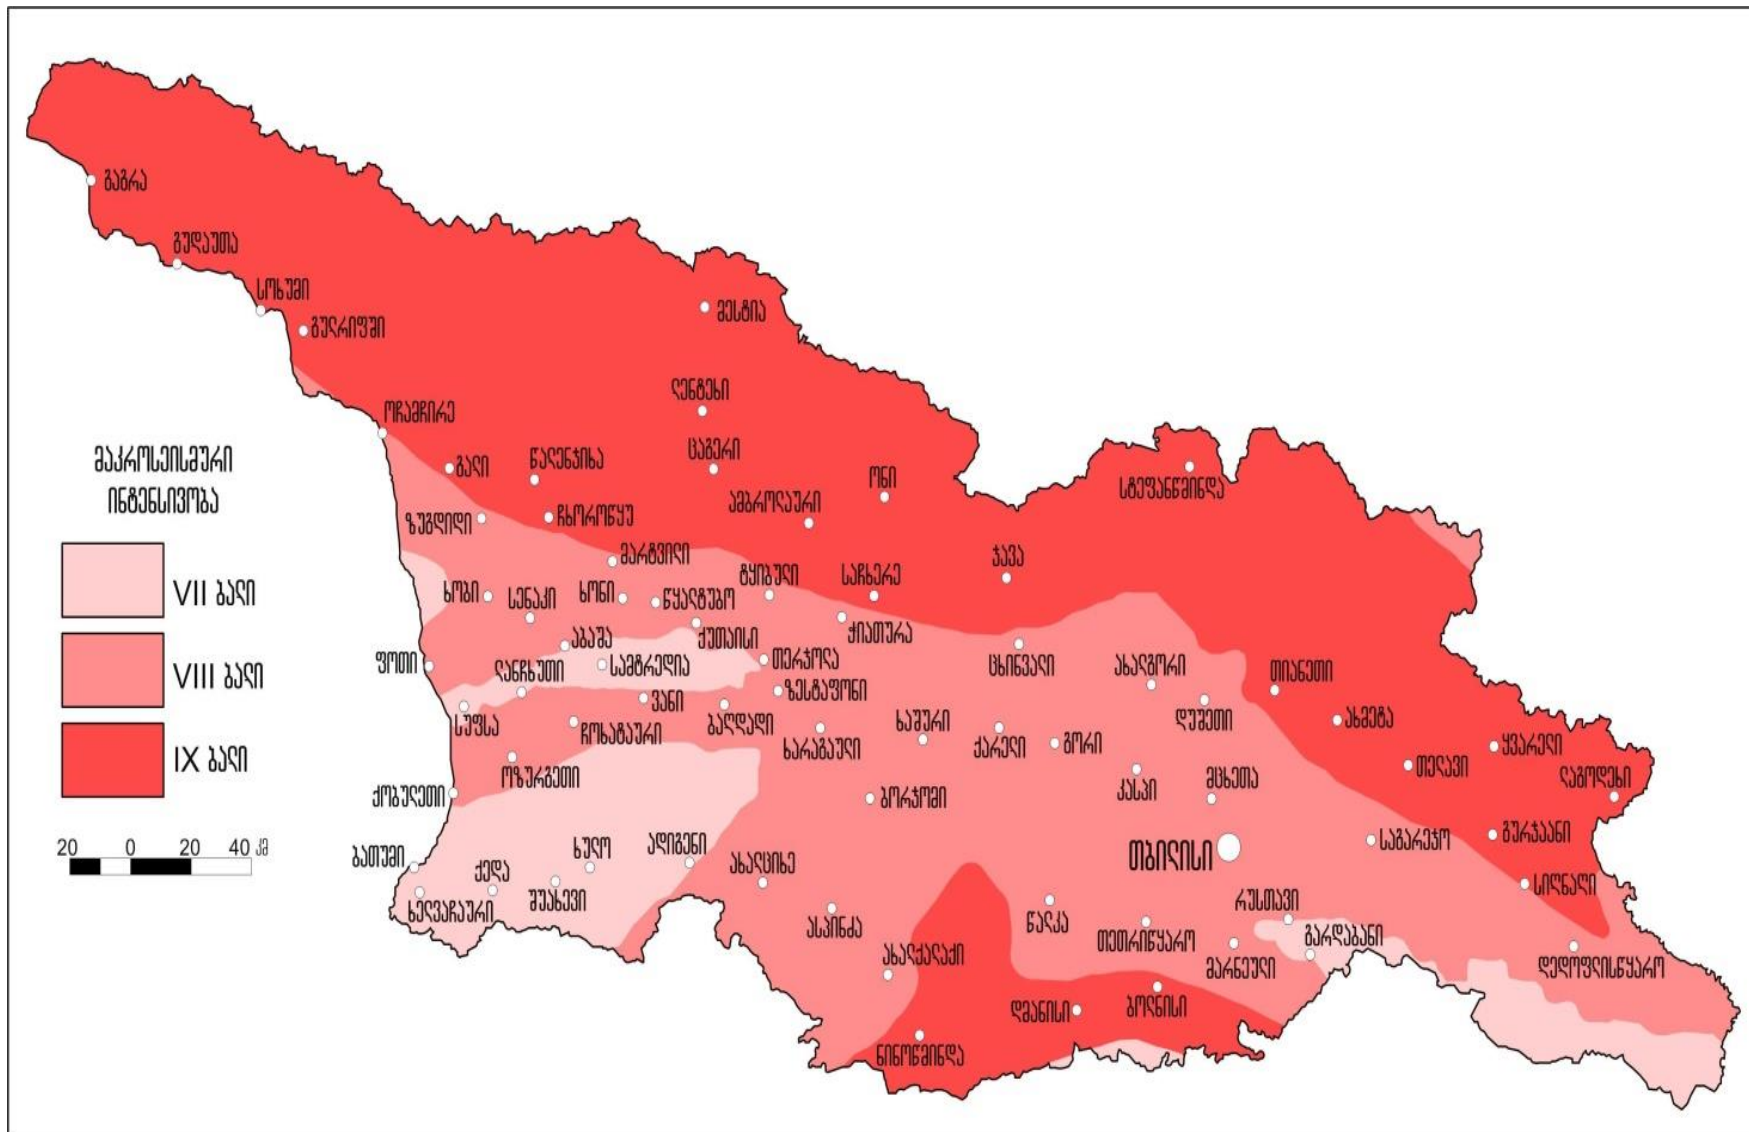 გაგრა
გუდაუთა
სოხუმი
გულრიფში
მესტია
ლენტეხი
ოჩამჩირე
მაკროსეისმური
ინტენსივობა
გალი
წალენჯიხა
ცაგერი
ონი
სტეფანწმინდა
ამბროლაური
ზუგდიდი
ჩხოროწყუ
მარტვილი
ტყიბული
საჩხერე
ჯავა
VII ბალი
ხობი
სენაკი
ხონი
წყალტუბო
აბაშა
ქუთაისი
ჭიათურა
ფოთი
ლანჩხუთი
სამტრედია
თერჯოლა
ცხინვალი
ახალგორი
თიანეთი
VIII ბალი
ზესტაფონი
ვანი
სუფსა
ჩოხატაური
ბაღდადი
ხარაგაული
ხაშური
ქარელი
გორი
დუშეთი
ახმეტა
ყვარელი
IX ბალი
ოზურგეთი
კასპი
მცხეთა
თელავი
ლაგოდეხი
ქობულეთი
ბორჯომი
გურჯაანი
20 0 20 40 კმ
ბათუმი
ქედა
ხულო
ადიგენი
ახალციხე
თბილისი
საგარეჯო
სიღნაღი
ხელვაჩაური
შუახევი
ასპინძა
წალკა
რუსთავი
თეთრიწყარო
გარდაბანი
მარნეული
დედოფლისწყარო
ახალქალაქი
დმანისი
ბოლნისი
ნინოწმინდა